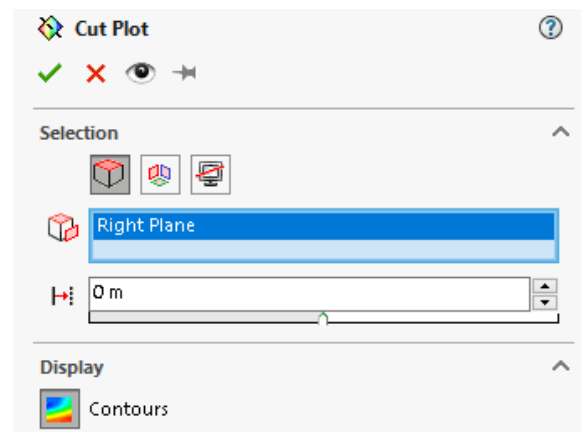 Cut Plot
?
Selection
Right Plane
0 m
Display
Contours